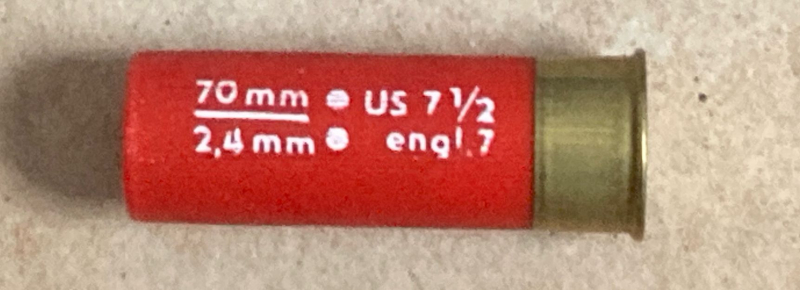 70 mm ● US 7 1/2
2,4 mm ● engl. 7